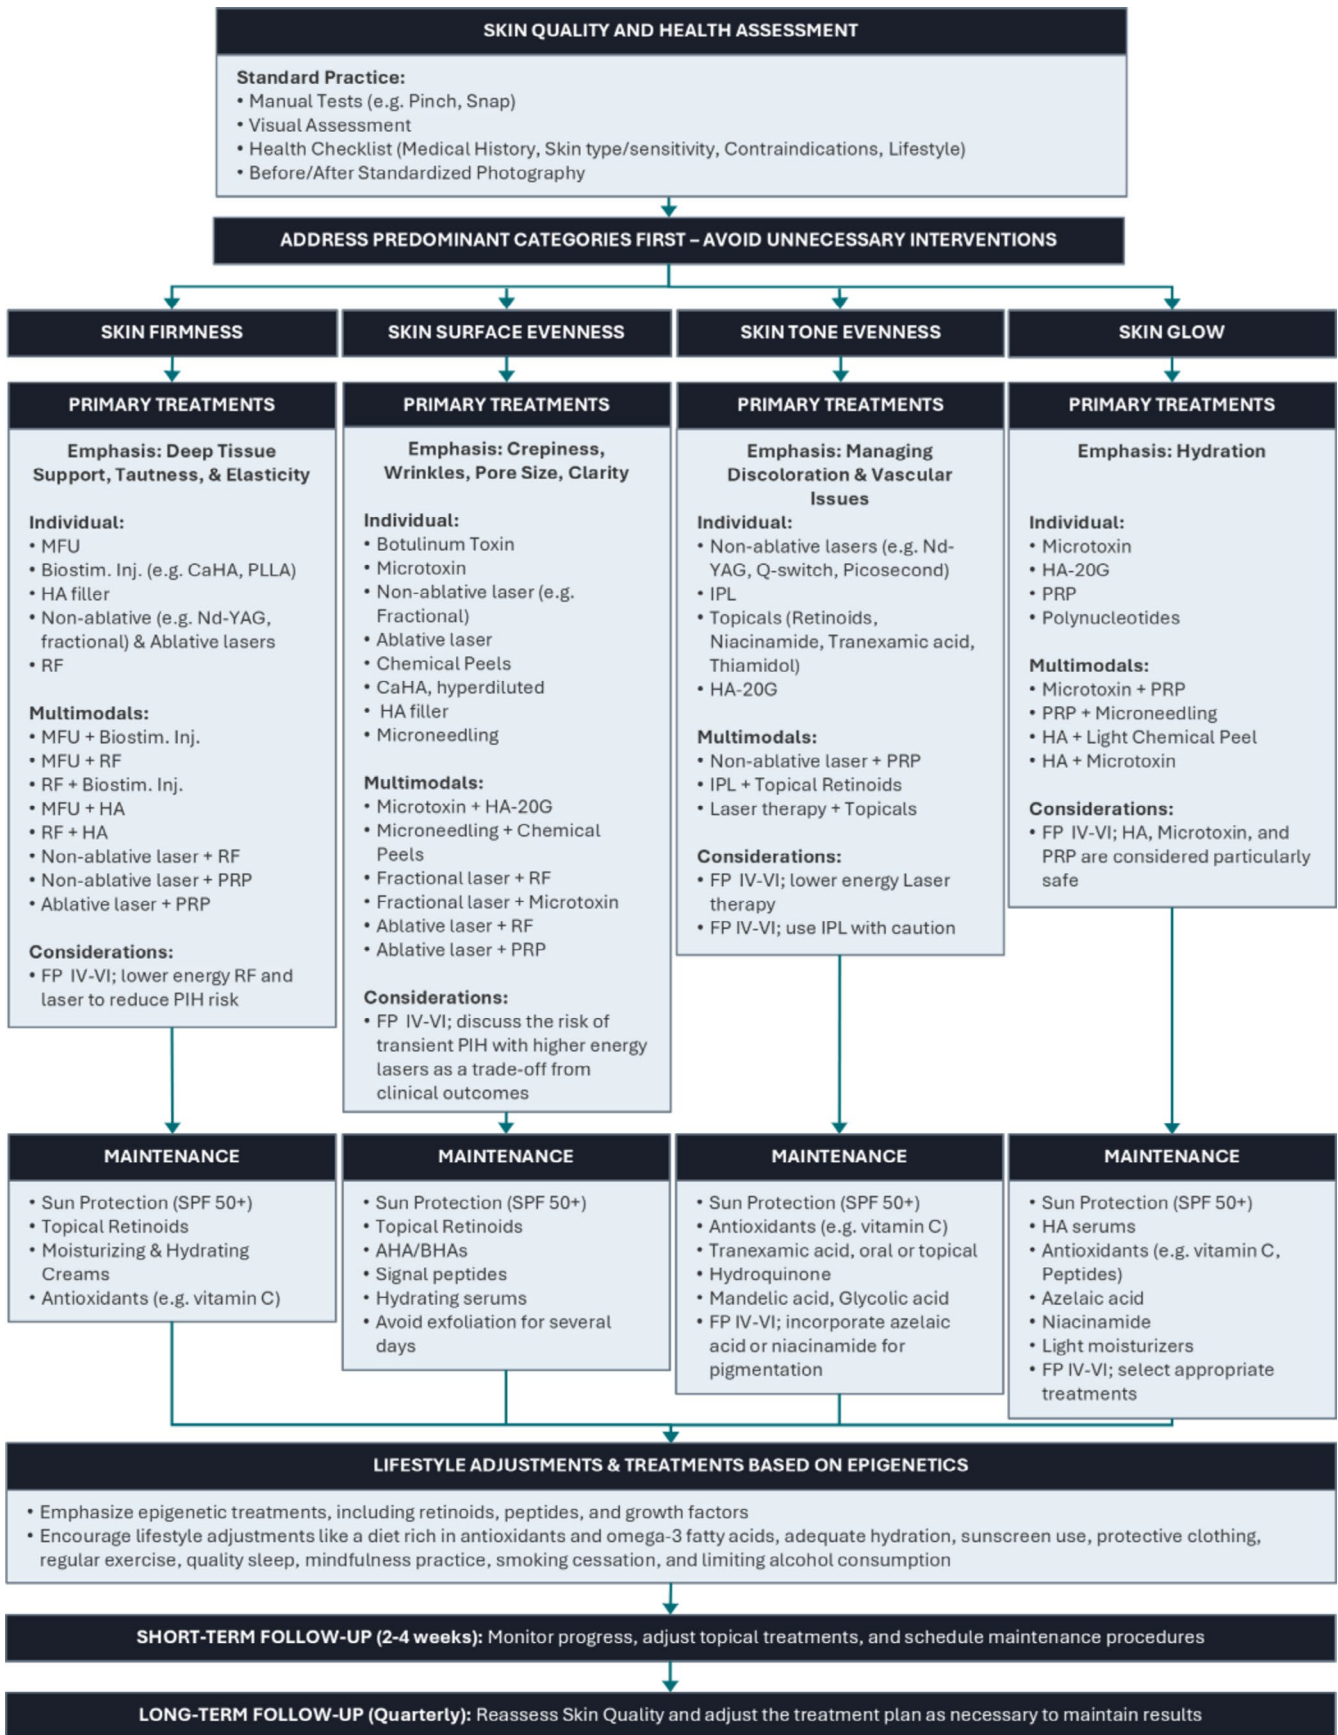 SKIN QUALITY AND HEALTH ASSESSMENT
Standard Practice:
• Manual Tests (e.g. Pinch, Snap)
• Visual Assessment
• Health Checklist (Medical History, Skin type/sensitivity, Contraindications, Lifestyle)
• Before/After Standardized Photography
ADDRESS PREDOMINANT CATEGORIES FIRST – AVOID UNNECESSARY INTERVENTIONS
SKIN FIRMNESS
PRIMARY TREATMENTS
Emphasis: Deep Tissue
Support, Tautness, & Elasticity
Individual:
• MFU
• Biostim. Inj. (e.g. CaHA, PLLA)
• HA filler
• Non-ablative (e.g. Nd-YAG,
fractional) & Ablative lasers
• RF
Multimodals:
• MFU + Biostim. Inj.
• MFU + RF
• RF + Biostim. Inj.
• MFU + HA
• RF + HA
• Non-ablative laser + RF
• Non-ablative laser + PRP
• Ablative laser + PRP
Considerations:
• FP IV-VI; lower energy RF and
laser to reduce PIH risk
MAINTENANCE
• Sun Protection (SPF 50+)
• Topical Retinoids
• Moisturizing & Hydrating
Creams
• Antioxidants (e.g. vitamin C)
SKIN SURFACE EVENNESS
PRIMARY TREATMENTS
Emphasis: Crepiness,
Wrinkles, Pore Size, Clarity
Individual:
• Botulinum Toxin
• Microtoxin
• Non-ablative laser (e.g.
Fractional)
• Ablative laser
• Chemical Peels
• CaHA, hyperdiluted
• HA filler
• Microneedling
Multimodals:
• Microtoxin + HA-20G
• Microneedling + Chemical
Peels
• Fractional laser + RF
• Fractional laser + Microtoxin
• Ablative laser + RF
• Ablative laser + PRP
Considerations:
• FP IV-VI; discuss the risk of
transient PIH with higher energy
lasers as a trade-off from
clinical outcomes
MAINTENANCE
• Sun Protection (SPF 50+)
• Topical Retinoids
• AHA/BHAs
• Signal peptides
• Hydrating serums
• Avoid exfoliation for several
days
SKIN TONE EVENNESS
PRIMARY TREATMENTS
Emphasis: Managing
Discoloration & Vascular
Issues
Individual:
• Non-ablative lasers (e.g. Nd-
YAG, Q-switch, Picosecond)
• IPL
• Topicals (Retinoids,
Niacinamide, Tranexamic acid,
Thiamidol)
• HA-20G
Multimodals:
• Non-ablative laser + PRP
• IPL + Topical Retinoids
• Laser therapy + Topicals
Considerations:
• FP IV-VI; lower energy Laser
therapy
• FP IV-VI; use IPL with caution
MAINTENANCE
• Sun Protection (SPF 50+)
• Antioxidants (e.g. vitamin C)
• Tranexamic acid, oral or topical
• Hydroquinone
• Mandelic acid, Glycolic acid
• FP IV-VI; incorporate azelaic
acid or niacinamide for
pigmentation
SKIN GLOW
PRIMARY TREATMENTS
Emphasis: Hydration
Individual:
• Microtoxin
• HA-20G
• PRP
• Polynucleotides
Multimodals:
• Microtoxin + PRP
• PRP + Microneedling
• HA + Light Chemical Peel
• HA + Microtoxin
Considerations:
• FP IV-VI; HA, Microtoxin, and
PRP are considered particularly
safe
MAINTENANCE
• Sun Protection (SPF 50+)
• HA serums
• Antioxidants (e.g. vitamin C,
Peptides)
• Azelaic acid
• Niacinamide
• Light moisturizers
• FP IV-VI; select appropriate
treatments
LIFESTYLE ADJUSTMENTS & TREATMENTS BASED ON EPIGENETICS
• Emphasize epigenetic treatments, including retinoids, peptides, and growth factors
• Encourage lifestyle adjustments like a diet rich in antioxidants and omega-3 fatty acids, adequate hydration, sunscreen use, protective clothing,
regular exercise, quality sleep, mindfulness practice, smoking cessation, and limiting alcohol consumption
SHORT-TERM FOLLOW-UP (2-4 weeks): Monitor progress, adjust topical treatments, and schedule maintenance procedures
LONG-TERM FOLLOW-UP (Quarterly): Reassess Skin Quality and adjust the treatment plan as necessary to maintain results